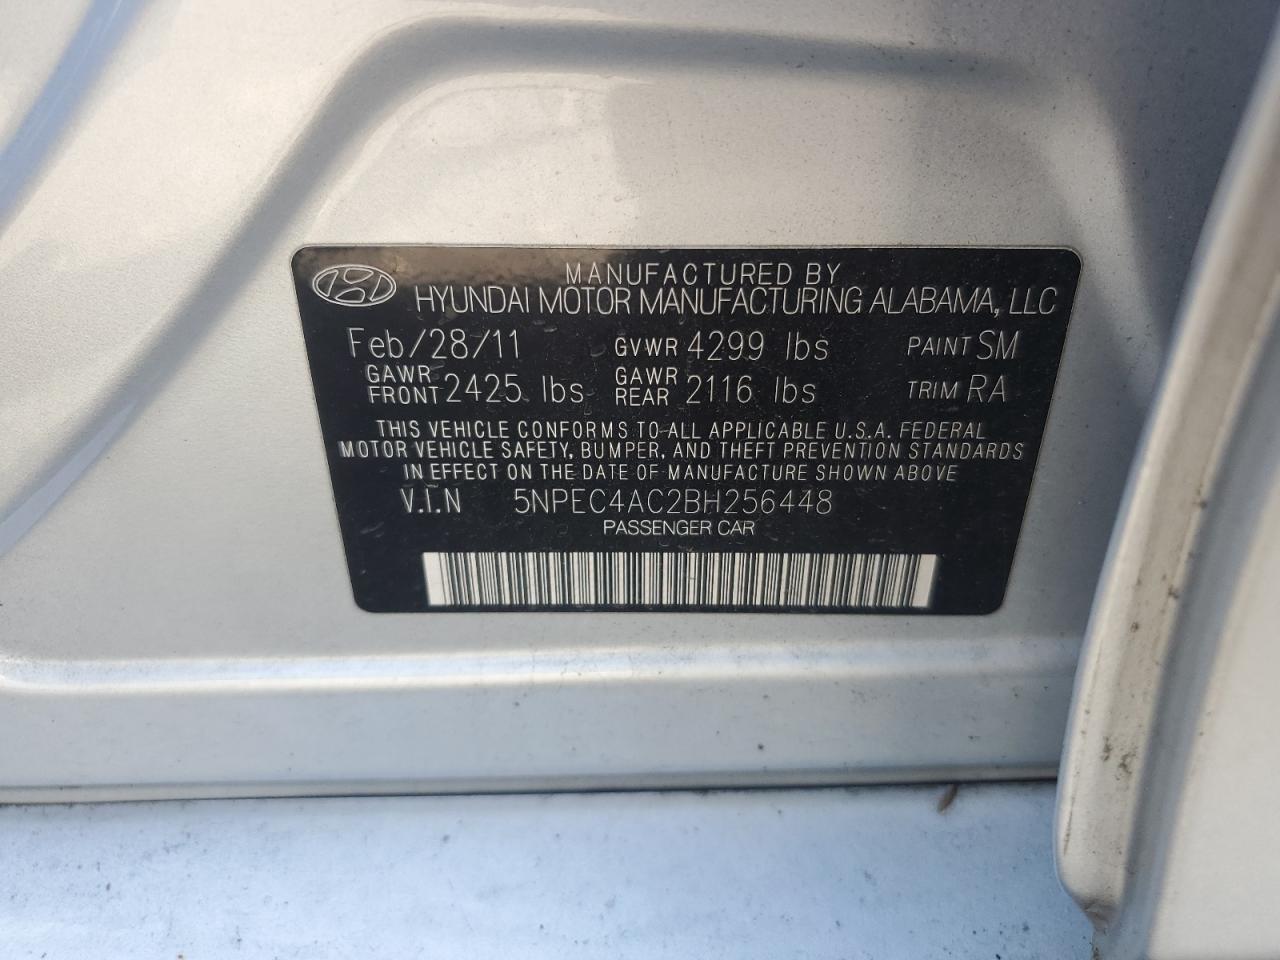 MANUFACTURED BY
HYUNDAI MOTOR MANUFACTURING ALABAMA, LLC
Feb/28/11 GVWR 4299 lbs PAINT SM
GAWR FRONT 2425 lbs GAWR REAR 2116 lbs TRIM RA
THIS VEHICLE CONFORMS TO ALL APPLICABLE U.S.A. FEDERAL
MOTOR VEHICLE SAFETY, BUMPER, AND THEFT PREVENTION STANDARDS
IN EFFECT ON THE DATE OF MANUFACTURE SHOWN ABOVE
V.I.N 5NPEC4AC2BH256448
PASSENGER CAR